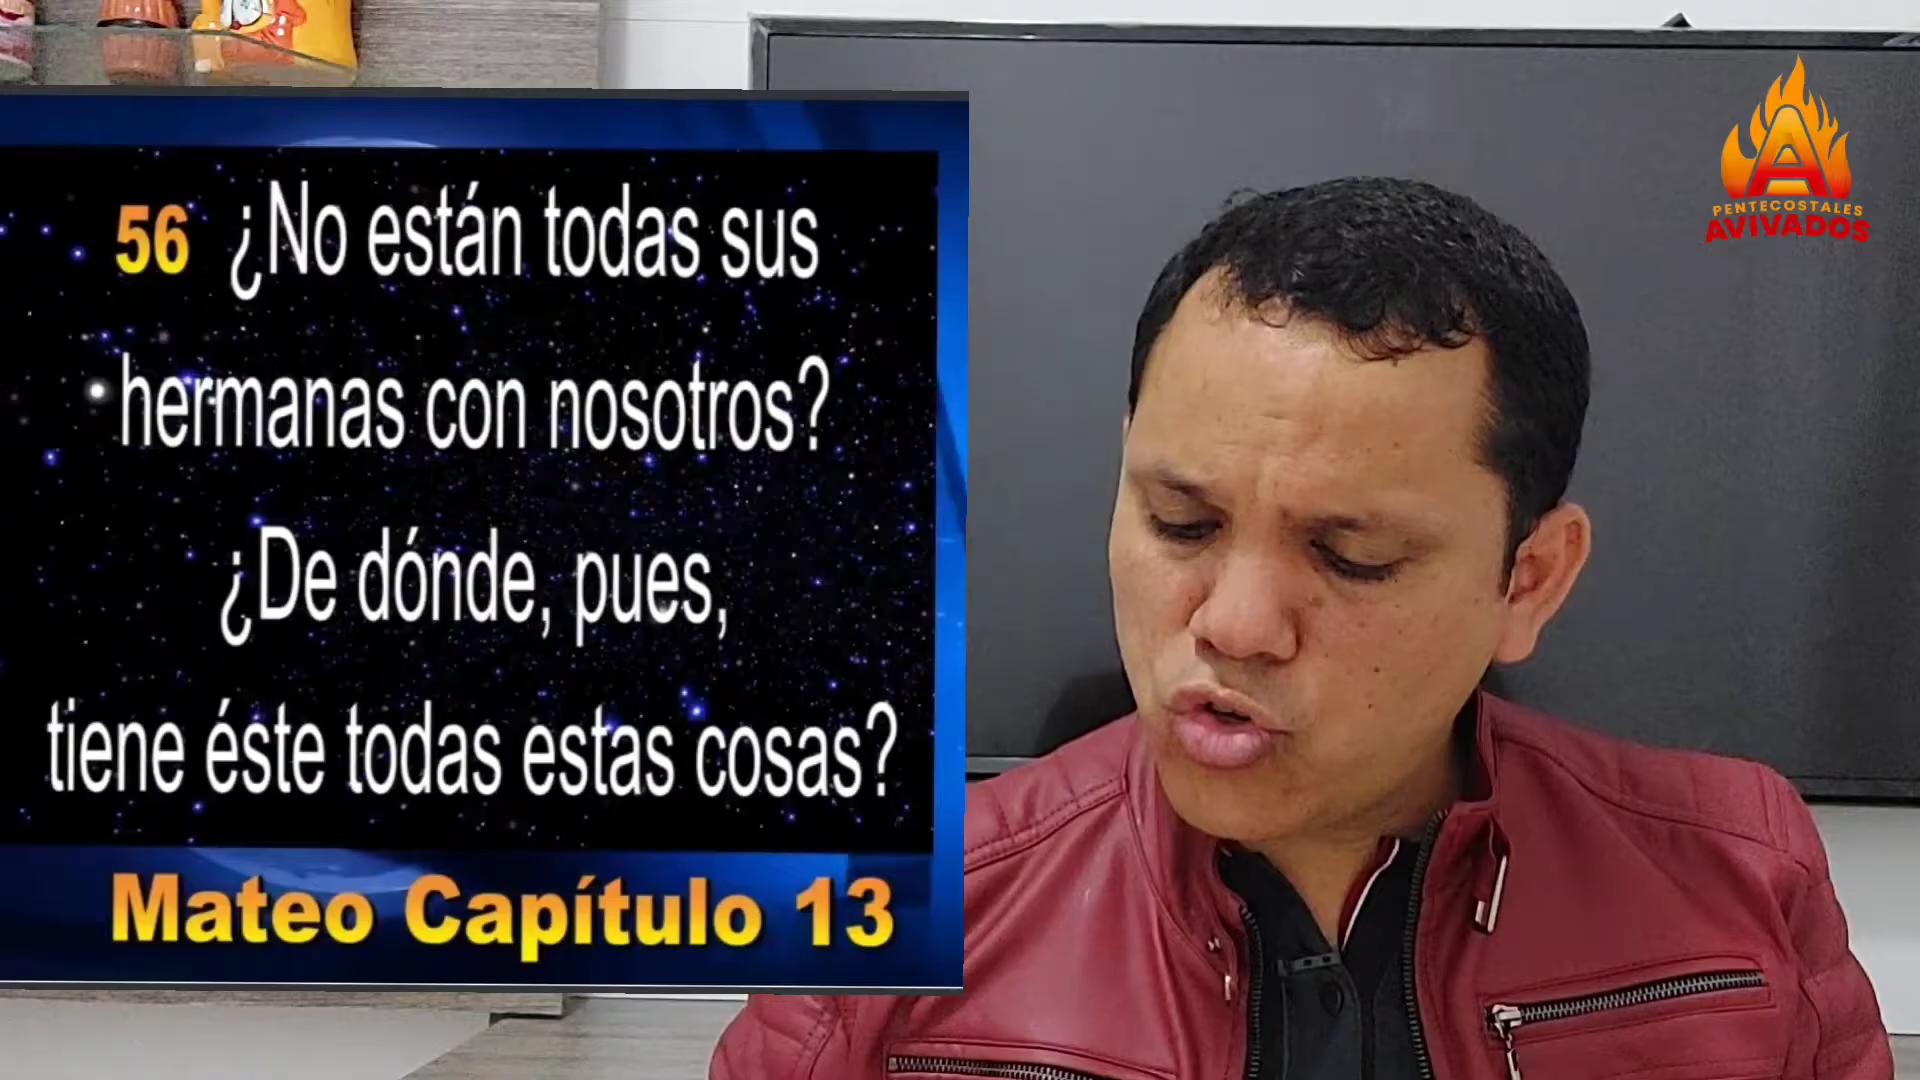 56 ¿No están todas sus
hermanas con nosotros?
¿De dónde, pues,
tiene éste todas estas cosas?
Mateo Capítulo 13
A
PENTECOSTALES
AVIVADOS